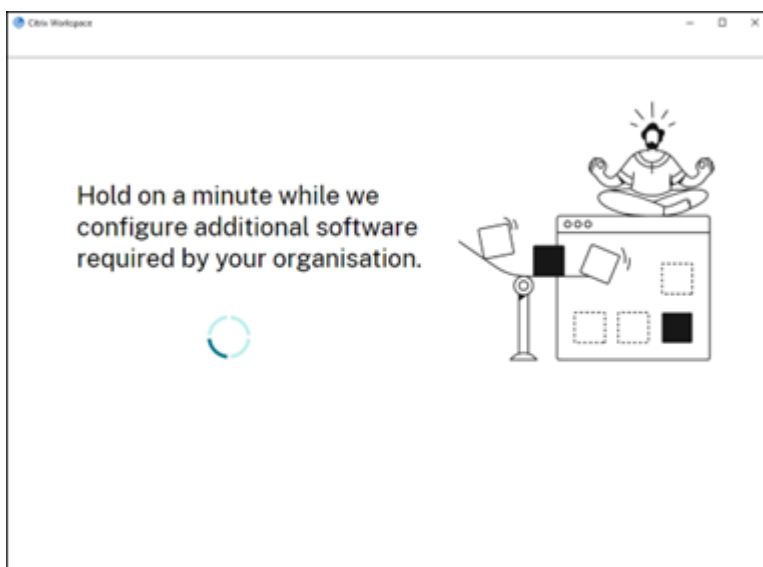 Citrix Workspace
Hold on a minute while we
configure additional software
required by your organisation.